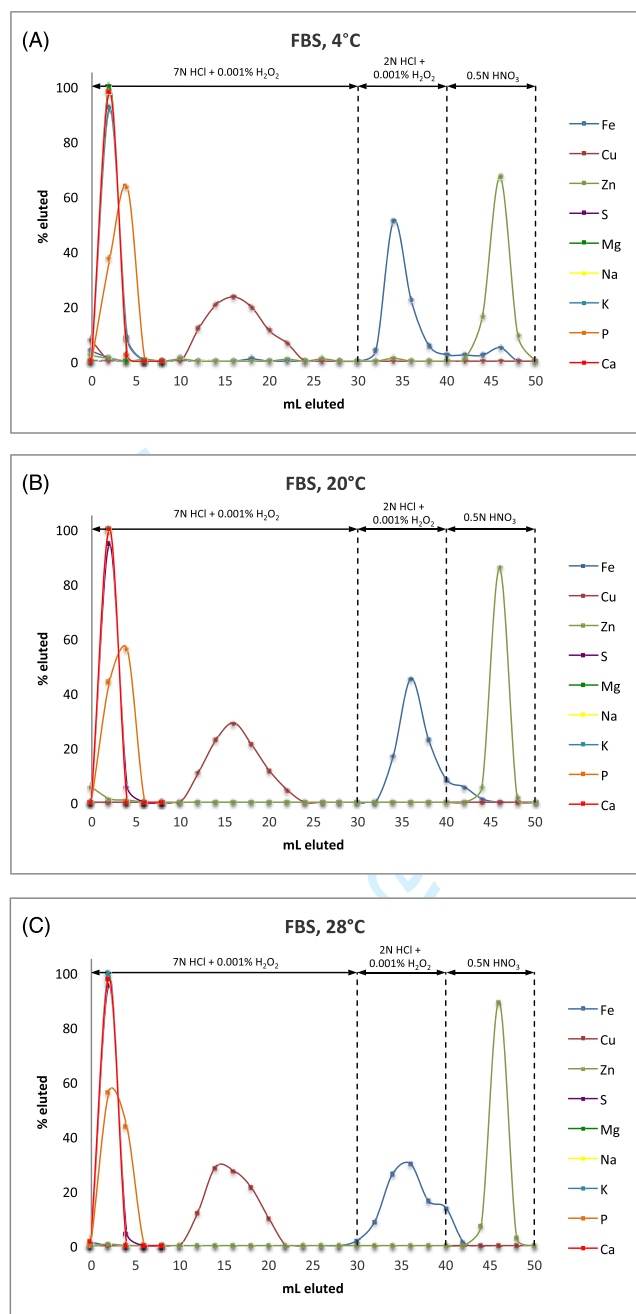 (A)
FBS, 4°C
7N HCl + 0.001% H₂O₂
2N HCl +
0.001% H₂O₂
0.5N HNO₃
% eluted
100
80
60
40
20
0
0 5 10 15 20 25 30 35 40 45 50
mL eluted
Fe
Cu
Zn
S
Mg
Na
K
P
Ca
(B)
FBS, 20°C
7N HCl + 0.001% H₂O₂
2N HCl +
0.001% H₂O₂
0.5N HNO₃
% eluted
100
80
60
40
20
0
0 5 10 15 20 25 30 35 40 45 50
mL eluted
Fe
Cu
Zn
S
Mg
Na
K
P
Ca
(C)
FBS, 28°C
7N HCl + 0.001% H₂O₂
2N HCl +
0.001% H₂O₂
0.5N HNO₃
% eluted
100
80
60
40
20
0
0 5 10 15 20 25 30 35 40 45 50
mL eluted
Fe
Cu
Zn
S
Mg
Na
K
P
Ca